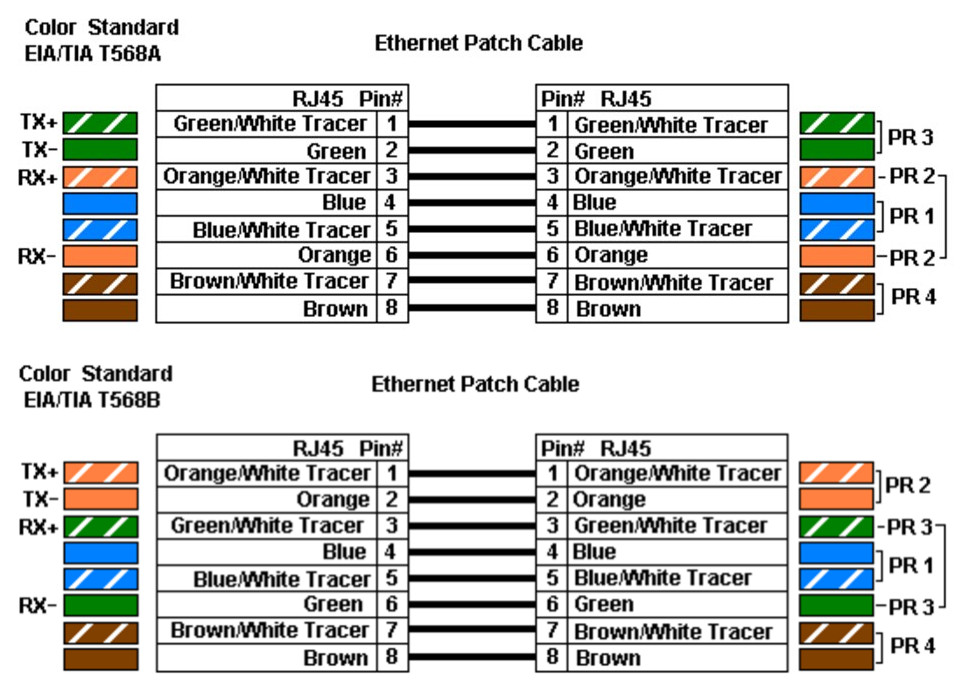 Color Standard
EIA/TIA T568A
Ethernet Patch Cable
RJ45 Pin# Pin# RJ45
TX+ Green/White Tracer 1 1 Green/White Tracer PR 3
TX- Green 2 2 Green
RX+ Orange/White Tracer 3 3 Orange/White Tracer PR 2
Blue 4 4 Blue PR 1
Blue/White Tracer 5 5 Blue/White Tracer
RX- Orange 6 6 Orange PR 2
Brown/White Tracer 7 7 Brown/White Tracer PR 4
Brown 8 8 Brown
Color Standard
EIA/TIA T568B
Ethernet Patch Cable
RJ45 Pin# Pin# RJ45
TX+ Orange/White Tracer 1 1 Orange/White Tracer PR 2
TX- Orange 2 2 Orange
RX+ Green/White Tracer 3 3 Green/White Tracer PR 3
Blue 4 4 Blue PR 1
Blue/White Tracer 5 5 Blue/White Tracer
RX- Green 6 6 Green PR 3
Brown/White Tracer 7 7 Brown/White Tracer PR 4
Brown 8 8 Brown